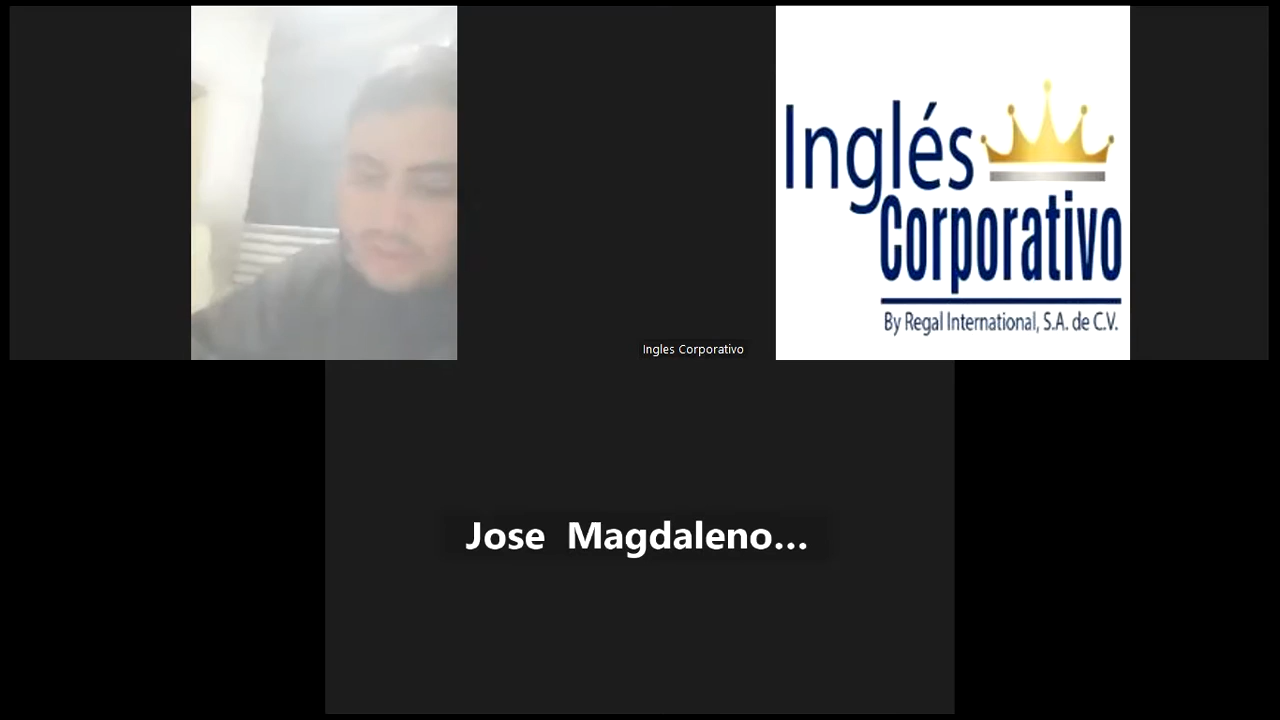 Inglés
Corporativo
By Regal International, S.A. de C.V.
Ingles Corporativo
Jose Magdaleno...